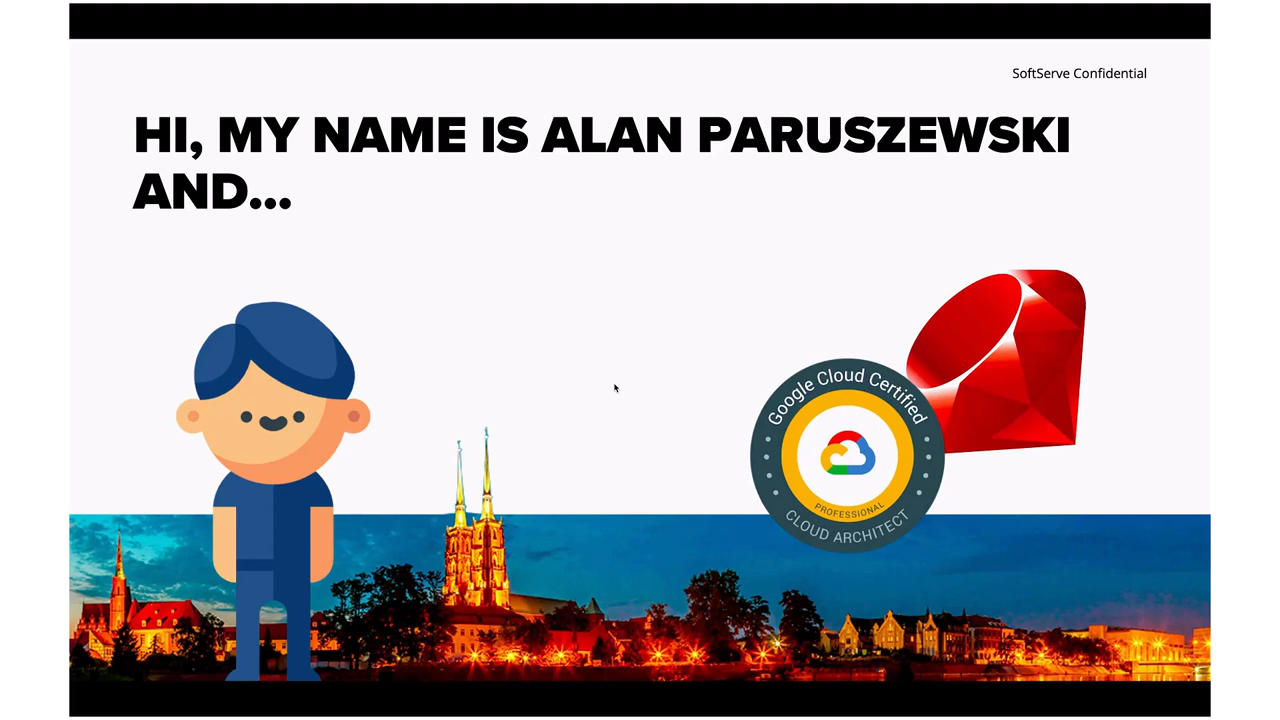 SoftServe Confidential
HI, MY NAME IS ALAN PARUSZEWSKI
AND...
Google Cloud Certified
PROFESSIONAL
CLOUD ARCHITECT